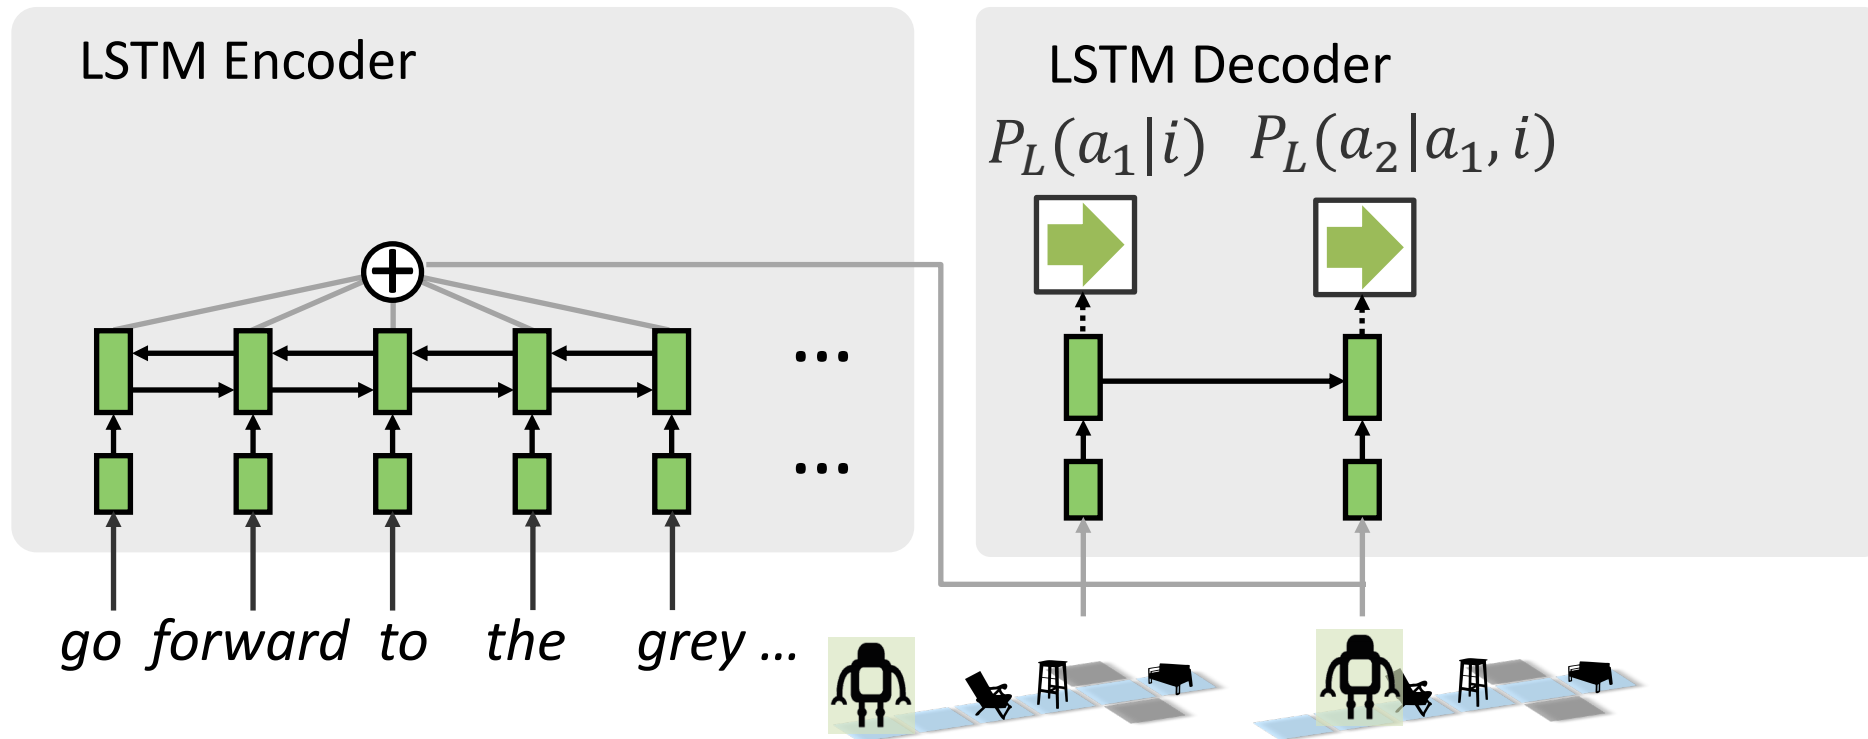 LSTM Encoder
...
...
go forward to the grey ...
LSTM Decoder
P_L(a_1|i) P_L(a_2|a_1, i)